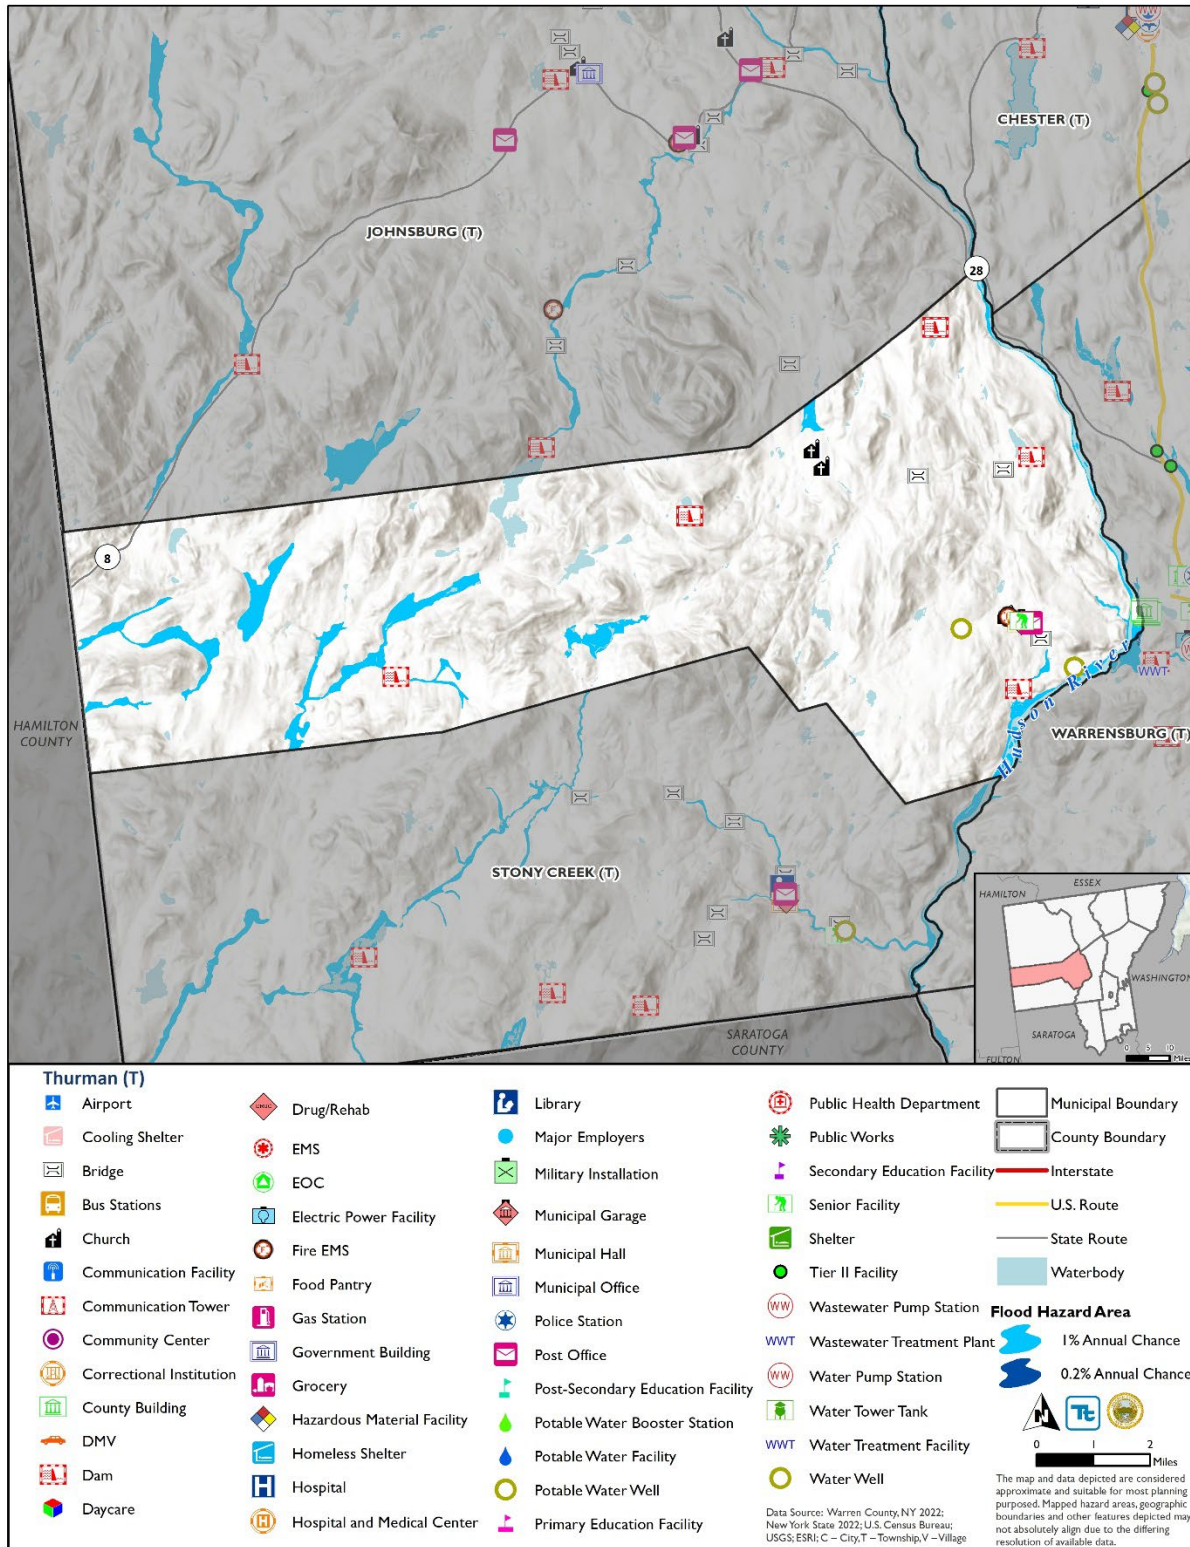 CHESTER (T)
JOHNSBURG (T)
28
8
HAMILTON
COUNTY
Hudson River
WARRENSBURG (T)
WWT
STONY CREEK (T)
SARATOGA
COUNTY
ESSEX
HAMILTON
WASHINGTON
SARATOGA
FULTON
0 5 10
Miles
Thurman (T)
Airport
Cooling Shelter
Bridge
Bus Stations
Church
Communication Facility
Communication Tower
Community Center
Correctional Institution
County Building
DMV
Dam
Daycare
Drug/Rehab
EMS
EOC
Electric Power Facility
Fire EMS
Food Pantry
Gas Station
Government Building
Grocery
Hazardous Material Facility
Homeless Shelter
Hospital
Hospital and Medical Center
Library
Major Employers
Military Installation
Municipal Garage
Municipal Hall
Municipal Office
Police Station
Post Office
Post-Secondary Education Facility
Potable Water Booster Station
Potable Water Facility
Potable Water Well
Primary Education Facility
Public Health Department
Public Works
Secondary Education Facility
Senior Facility
Shelter
Tier II Facility
WW Wastewater Pump Station
WWT Wastewater Treatment Plant
WW Water Pump Station
Water Tower Tank
WWT Water Treatment Facility
Water Well
Data Source: Warren County, NY 2022;
New York State 2022; U.S. Census Bureau;
USGS; ESRI; C – City, T – Township, V – Village
Municipal Boundary
County Boundary
Interstate
U.S. Route
State Route
Waterbody
Flood Hazard Area
1% Annual Chance
0.2% Annual Chance
N
Tt
0 1 2
Miles
The map and data depicted are considered
approximate and suitable for most planning
purposed. Mapped hazard areas, geographic
boundaries and other features depicted may
not absolutely align due to the differing
resolution of available data.